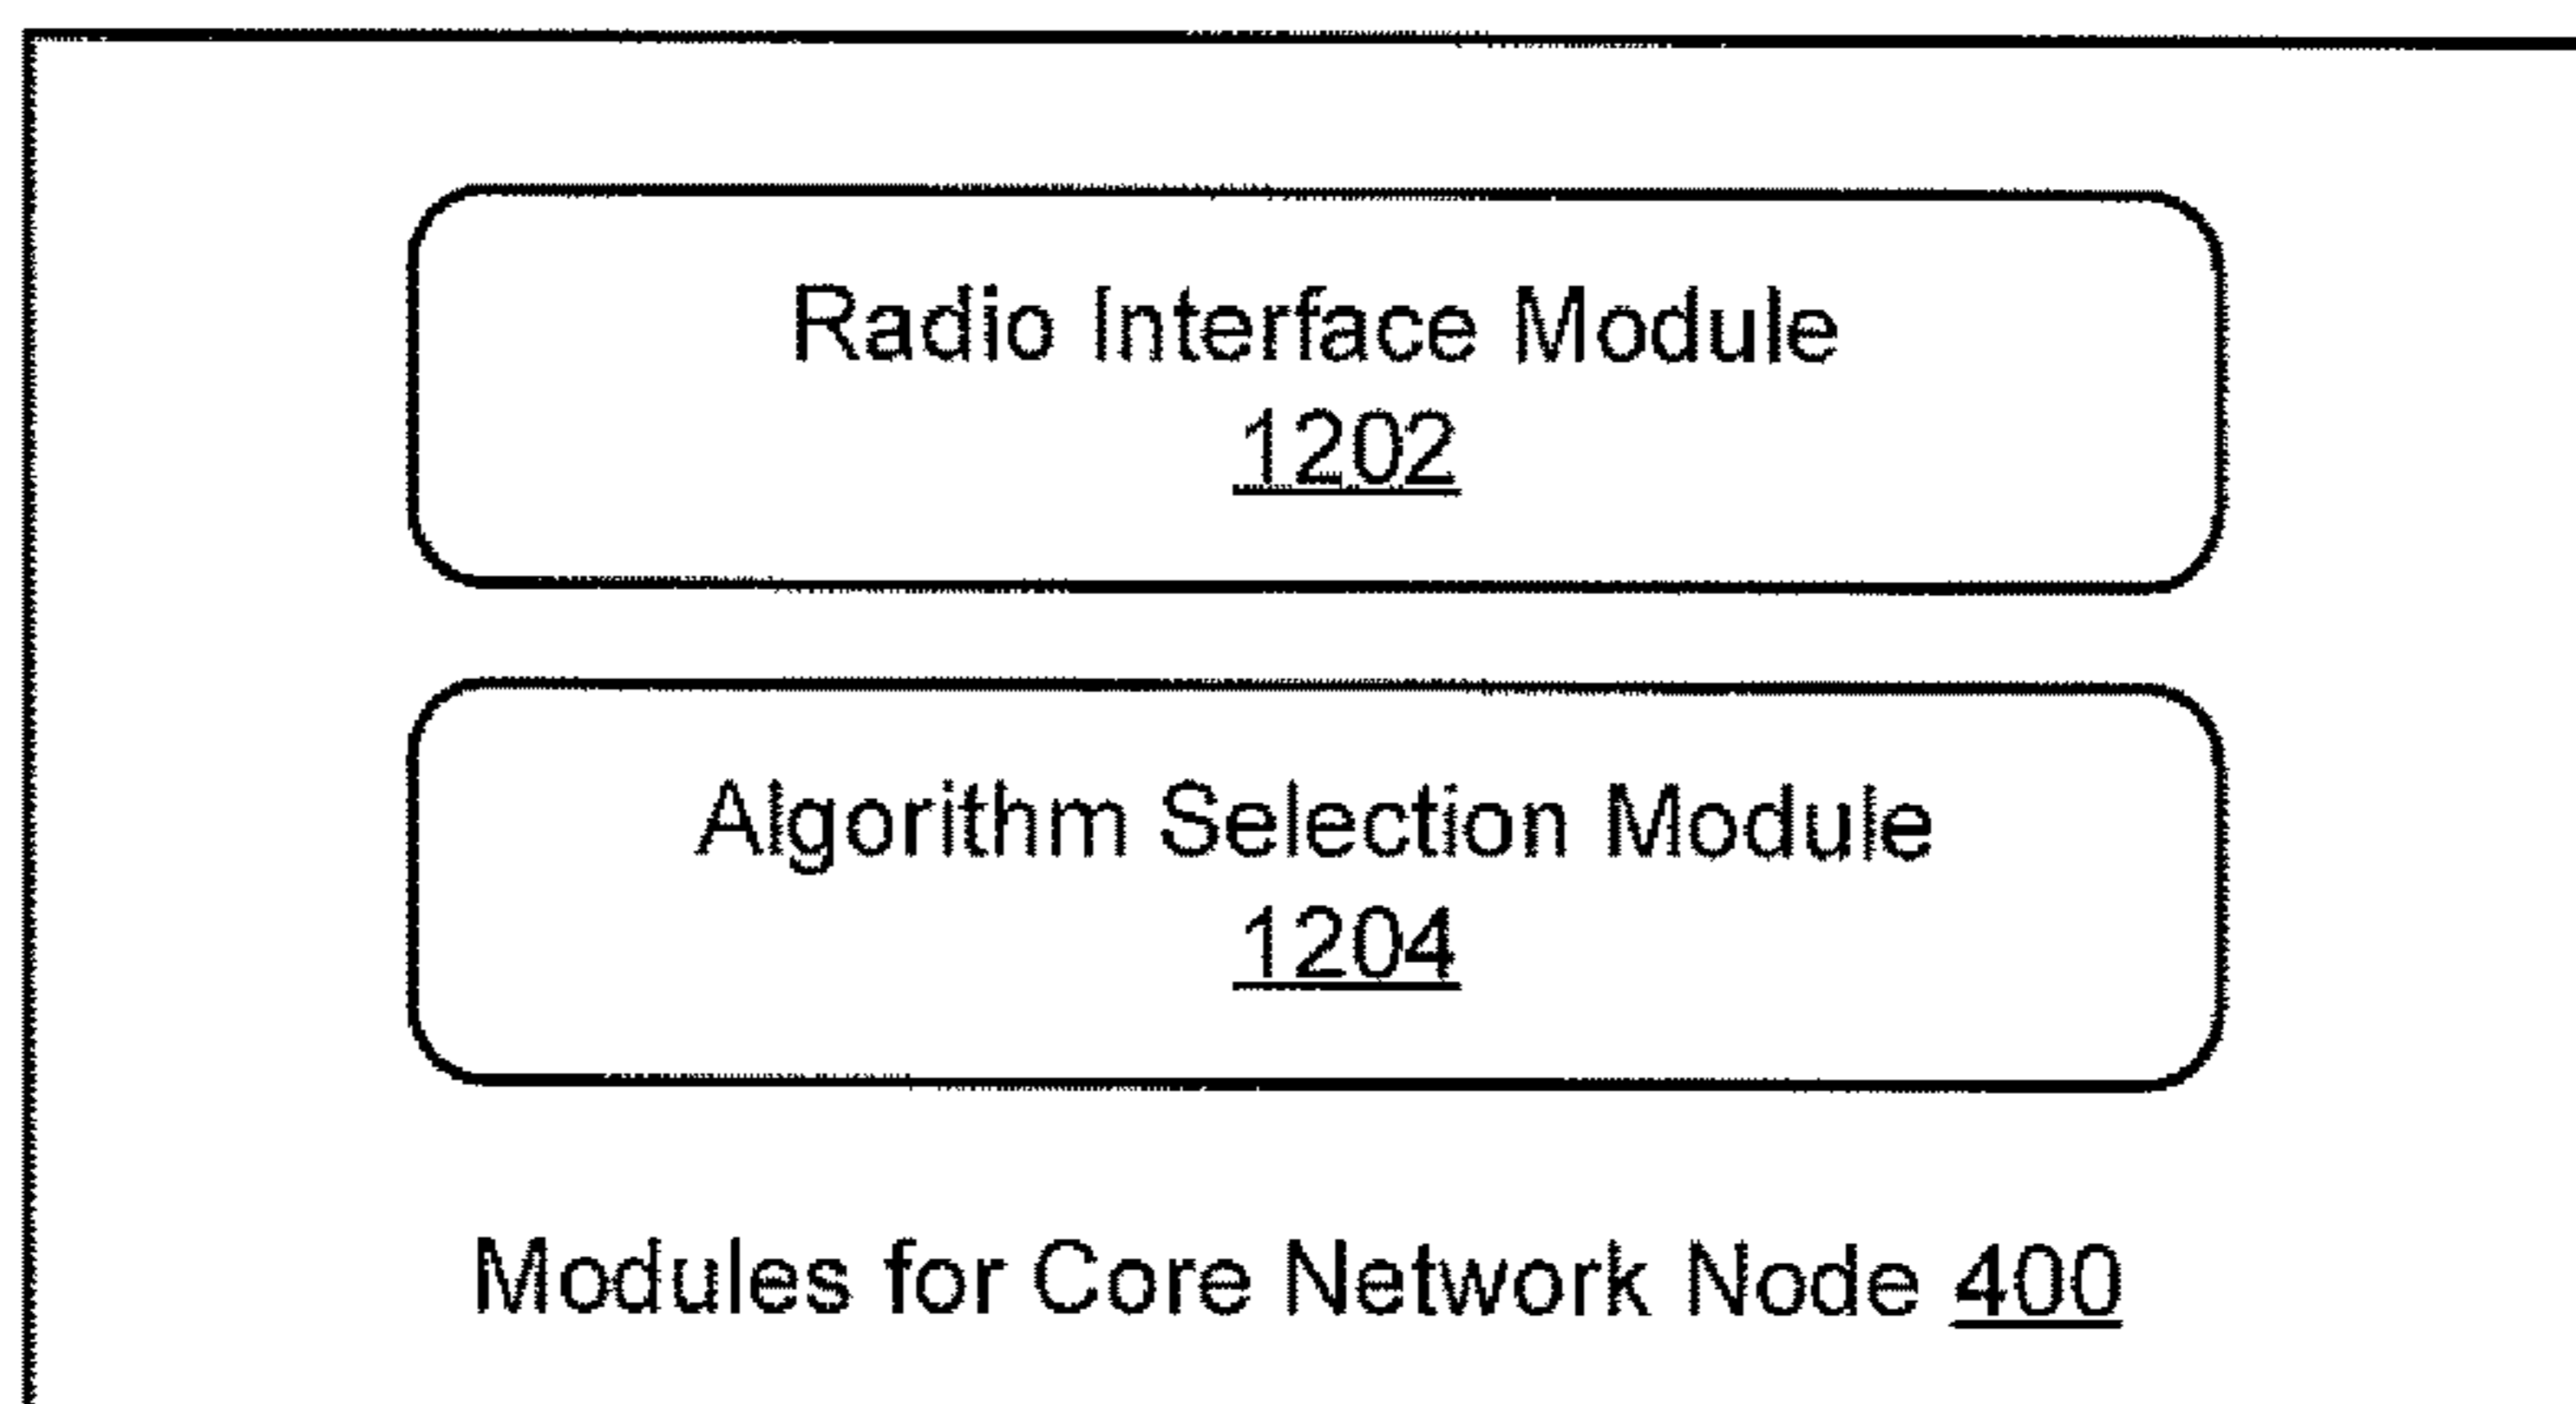 Radio Interface Module
1202
Algorithm Selection Module
1204
Modules for Core Network Node 400